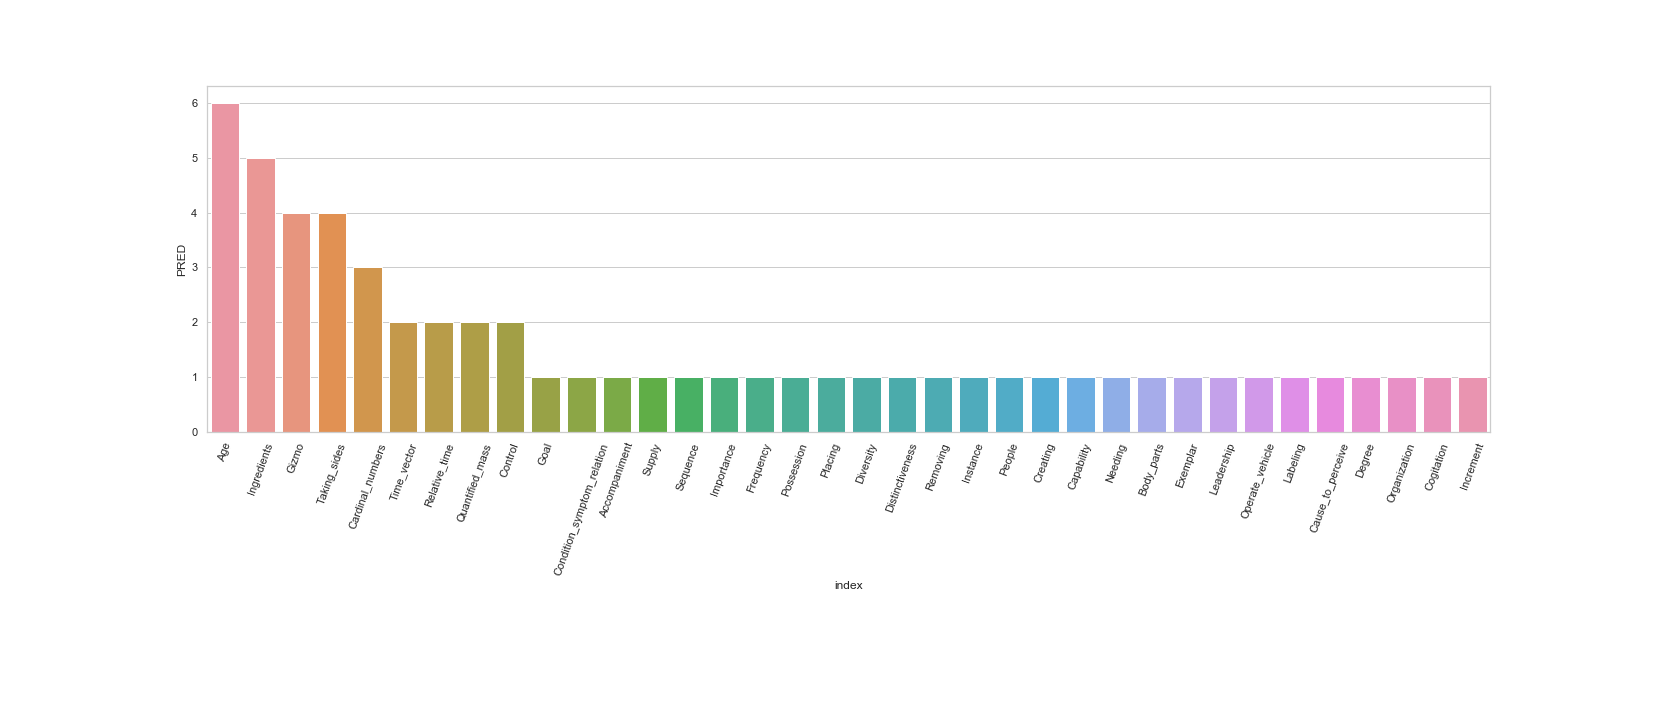 6
5
4
3
2
1
0
PRED
Age
Ingredients
Gizmo
Taking_sides
Cardinal_numbers
Time_vector
Relative_time
Quantified_mass
Control
Goal
Condition_symptom_relation
Accompaniment
Supply
Sequence
Importance
Frequency
Possession
Placing
Diversity
Distinctiveness
Removing
Instance
People
Creating
Capability
Needing
Body_parts
Exemplar
Leadership
Operate_vehicle
Labeling
Cause_to_perceive
Degree
Organization
Cogitation
Increment
index